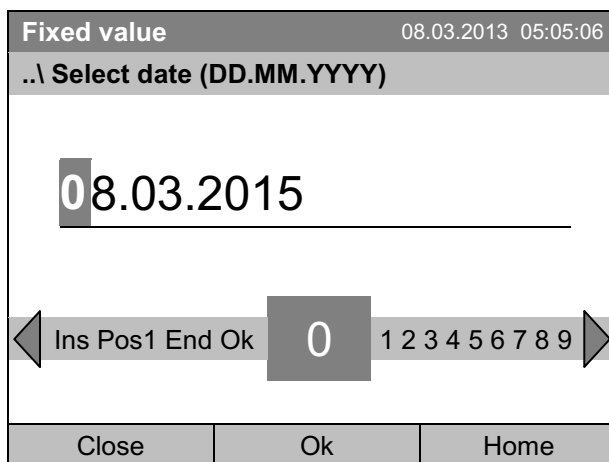 Fixed value 08.03.2013 05:05:06
..\ Select date (DD.MM.YYYY)
08.03.2015
Ins Pos1 End Ok 0 1 2 3 4 5 6 7 8 9
Close Ok Home